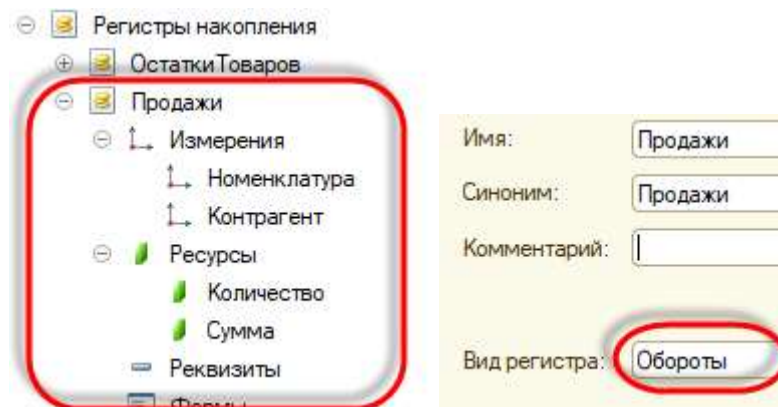 Регистры накопления
ОстаткиТоваров
Продажи
Измерения
Номенклатура
Контрагент
Ресурсы
Количество
Сумма
Реквизиты
Формы
Имя: Продажи
Синоним: Продажи
Комментарий:
Вид регистра: Обороты